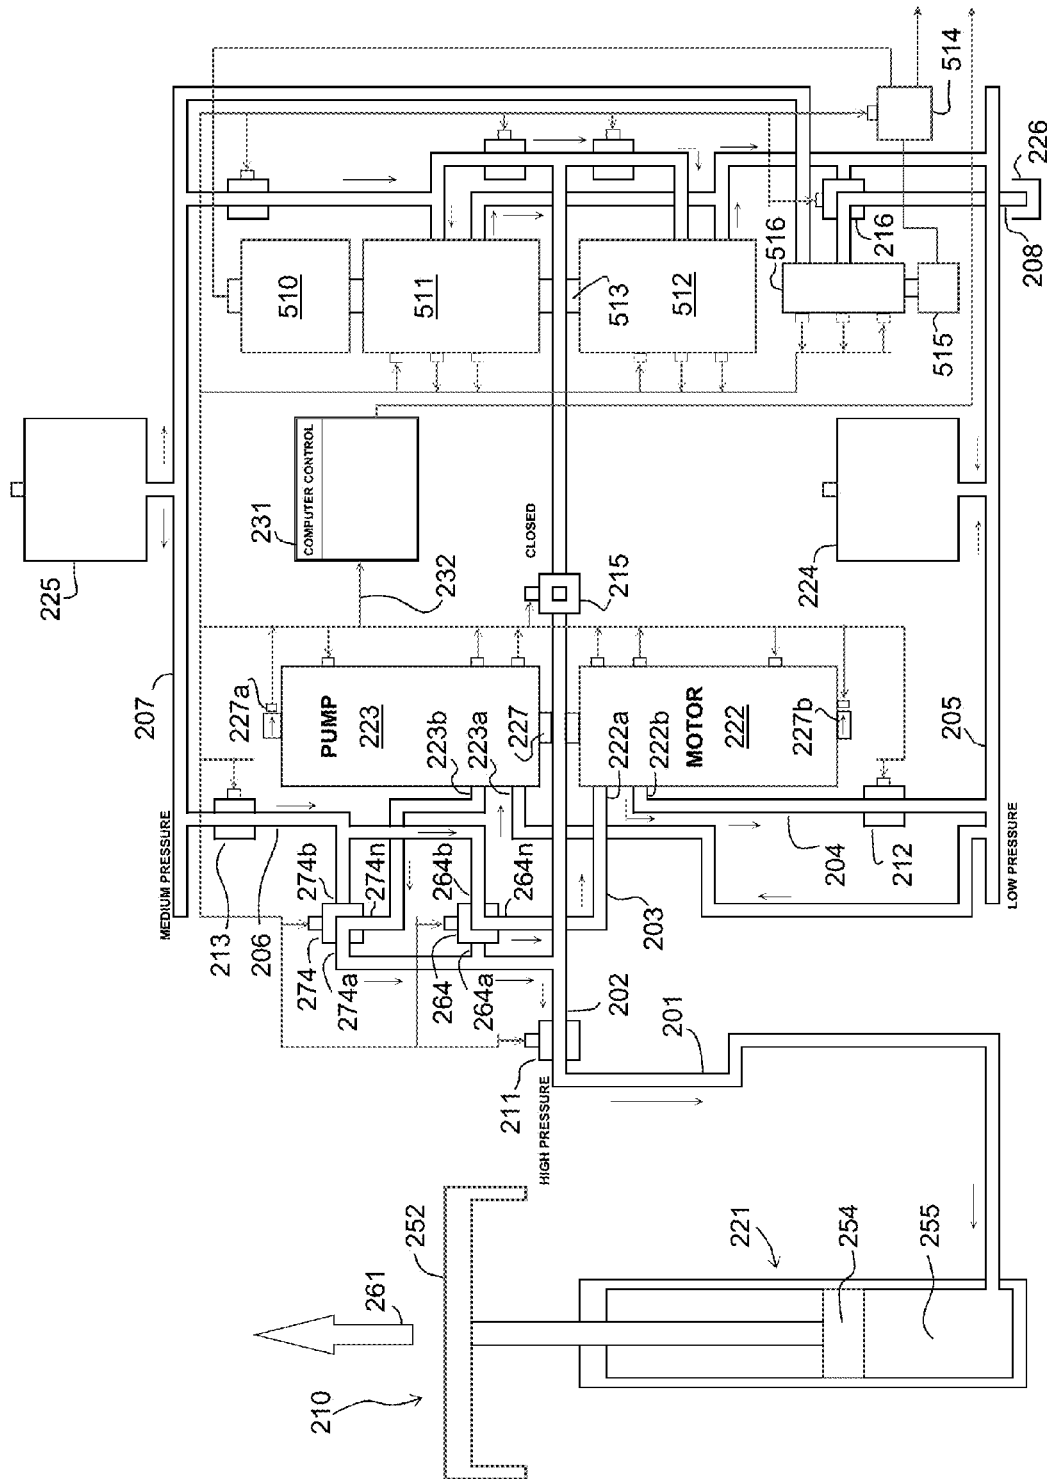 225
207
MEDIUM PRESSURE
213
227a
206
231
COMPUTER CONTROL
510
210
261
274
274b
PUMP
274a
274n
223
232
511
252
264
264b
223b
264a
264n
223a
211
HIGH PRESSURE
227
CLOSED
202
222a
215
513
203
222b
201
MOTOR
512
222
221
227b
224
516
254
204
216
212
515
514
255
205
LOW PRESSURE
208
226